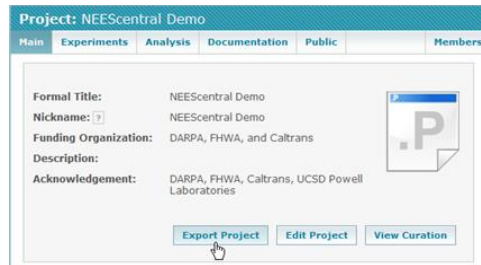 Project: NEEScentral Demo
Main Experiments Analysis Documentation Public Members
Formal Title: NEEScentral Demo
Nickname: ? NEEScentral Demo
Funding Organization: DARPA, FHWA, and Caltrans
Description:
Acknowledgement: DARPA, FHWA, Caltrans, UCSD Powell
Laboratories
.P
Export Project Edit Project View Curation